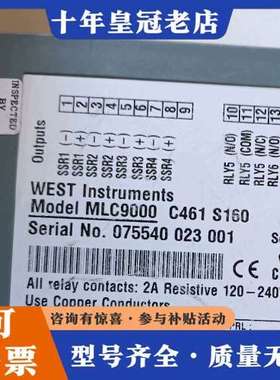 十年皇冠老店
INSPECTED
BY
Outputs
1 SSR1 (-)
2 SSR1 (+)
3 SSR2 (-)
4 SSR2 (+)
5 SSR3 (-)
6 SSR3 (+)
7 SSR4 (-)
8 SSR4 (+)
9
10 RLY5 (N/O)
11 RLY5 (COM)
12
13
WEST Instruments
Model MLC9000 C461 S160
Serial No. 075540 023 001
All relay contacts: 2A Resistive 120-240
Use Copper Conductors
咨询有惊喜·参与补贴活动
票
型号齐全·质量无忧